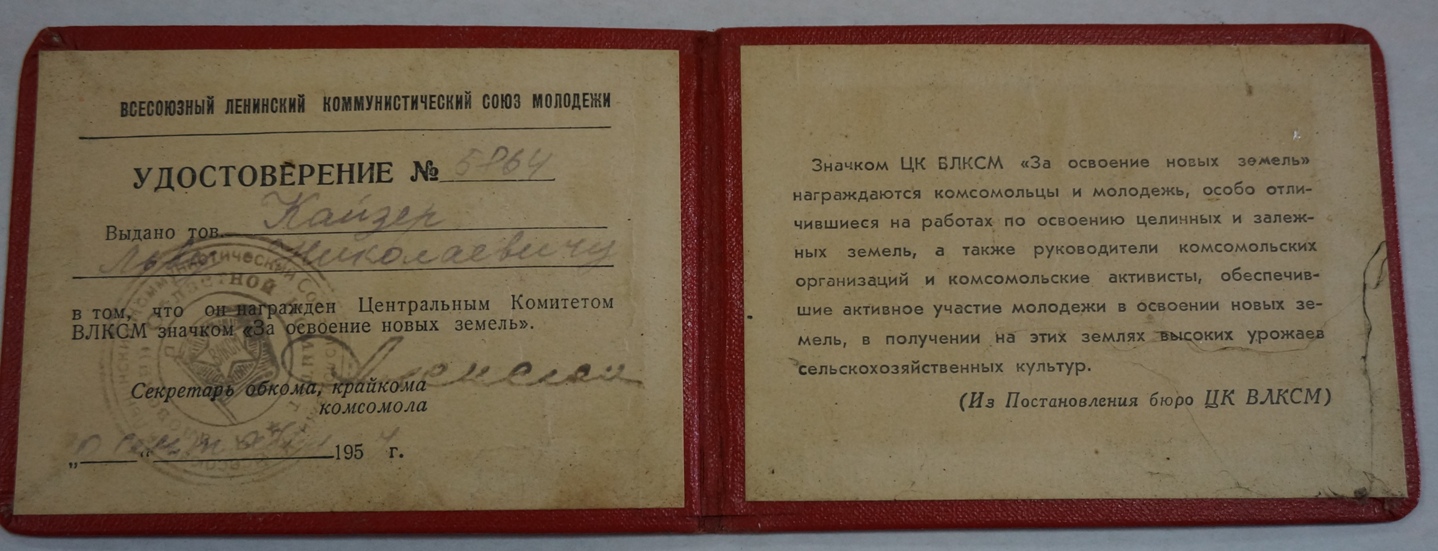 ВСЕСОЮЗНЫЙ ЛЕНИНСКИЙ КОММУНИСТИЧЕСКИЙ СОЮЗ МОЛОДЕЖИ
УДОСТОВЕРЕНИЕ № 5864
Выдано тов. Кайзер
Николаевичу
в том, что он награжден Центральным Комитетом
ВЛКСМ значком «За освоение новых земель».
Секретарь обкома, крайкома
комсомола
195 г.
Значком ЦК ВЛКСМ «За освоение новых земель»
награждаются комсомольцы и молодежь, особо отли-
чившиеся на работах по освоению целинных и залеж-
ных земель, а также руководители комсомольских
организаций и комсомольские активисты, обеспечив-
шие активное участие молодежи в освоении новых зе-
мель, в получении на этих землях высоких урожаев
сельскохозяйственных культур.
(Из Постановления бюро ЦК ВЛКСМ)